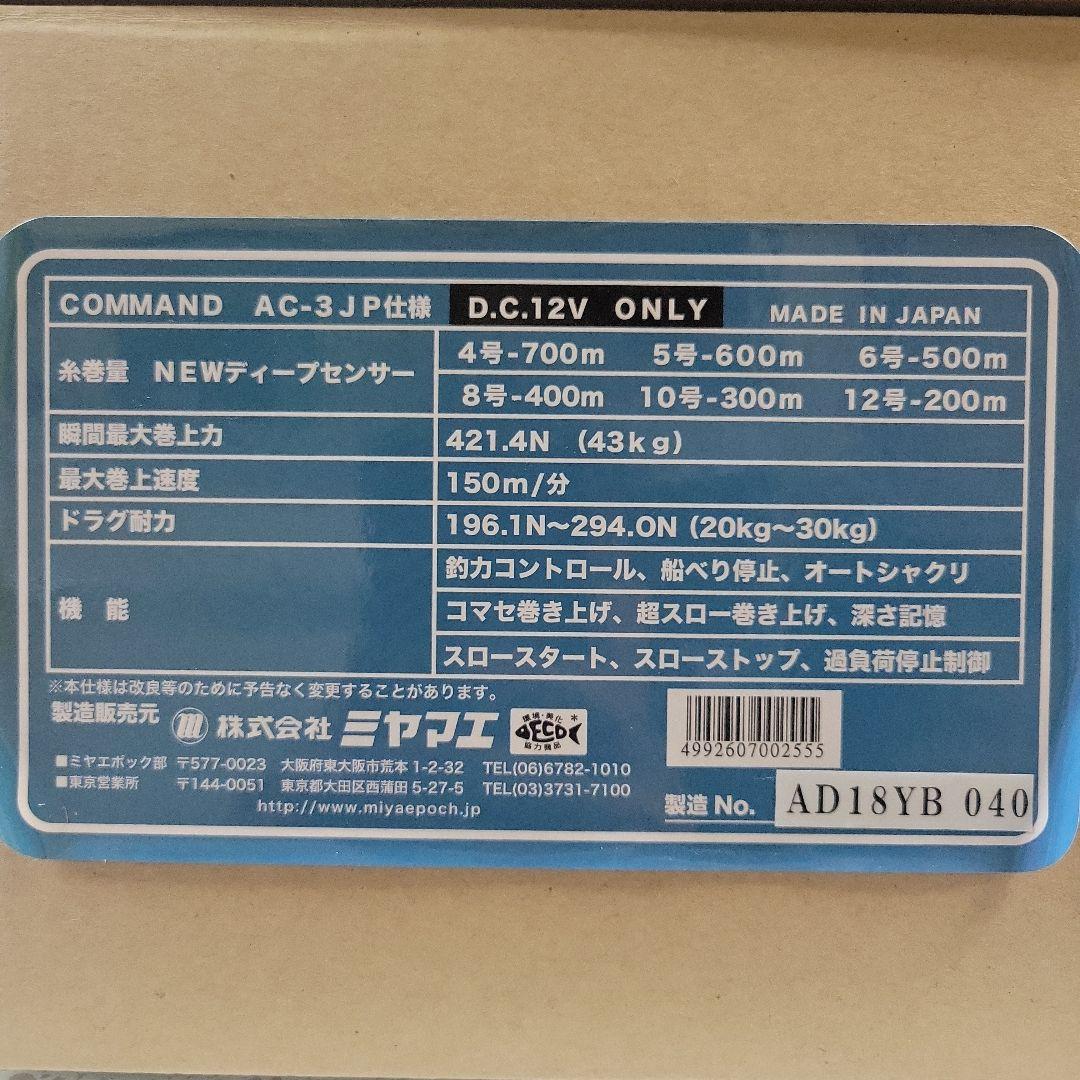 COMMAND AC-3JP仕様 D.C.12V ONLY MADE IN JAPAN
糸巻量 NEWディープセンサー
4号-700m 5号-600m 6号-500m
8号-400m 10号-300m 12号-200m
瞬間最大巻上力 421.4N (43kg)
最大巻上速度 150m/分
ドラグ耐力 196.1N〜294.0N(20kg〜30kg)
機 能
釣力コントロール、船べり停止、オートシャクリ
コマセ巻き上げ、超スロー巻き上げ、深さ記憶
スロースタート、スローストップ、過負荷停止制御
※本仕様は改良等のために予告なく変更することがあります。
製造販売元 m 株式会社 ミヤマエ 環境・美化 ECO 協力商品
4992607002555
■ミヤエポック部 〒577-0023 大阪府東大阪市荒本1-2-32 TEL(06)6782-1010
■東京営業所 〒144-0051 東京都大田区西蒲田5-27-5 TEL(03)3731-7100
http://www.miyaepoch.jp
製造 No. AD18YB 040